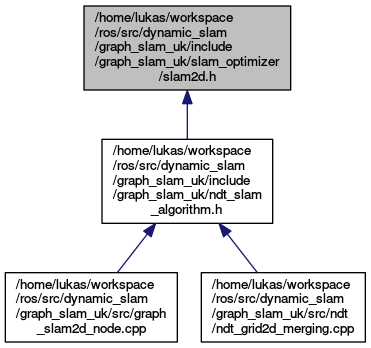 /home/lukas/workspace
/ros/src/dynamic_slam
/graph_slam_uk/include
/graph_slam_uk/slam_optimizer
/slam2d.h
/home/lukas/workspace
/ros/src/dynamic_slam
/graph_slam_uk/include
/graph_slam_uk/ndt_slam
_algorithm.h
/home/lukas/workspace
/ros/src/dynamic_slam
/graph_slam_uk/src/graph
_slam2d_node.cpp
/home/lukas/workspace
/ros/src/dynamic_slam
/graph_slam_uk/src/ndt
/ndt_grid2d_merging.cpp